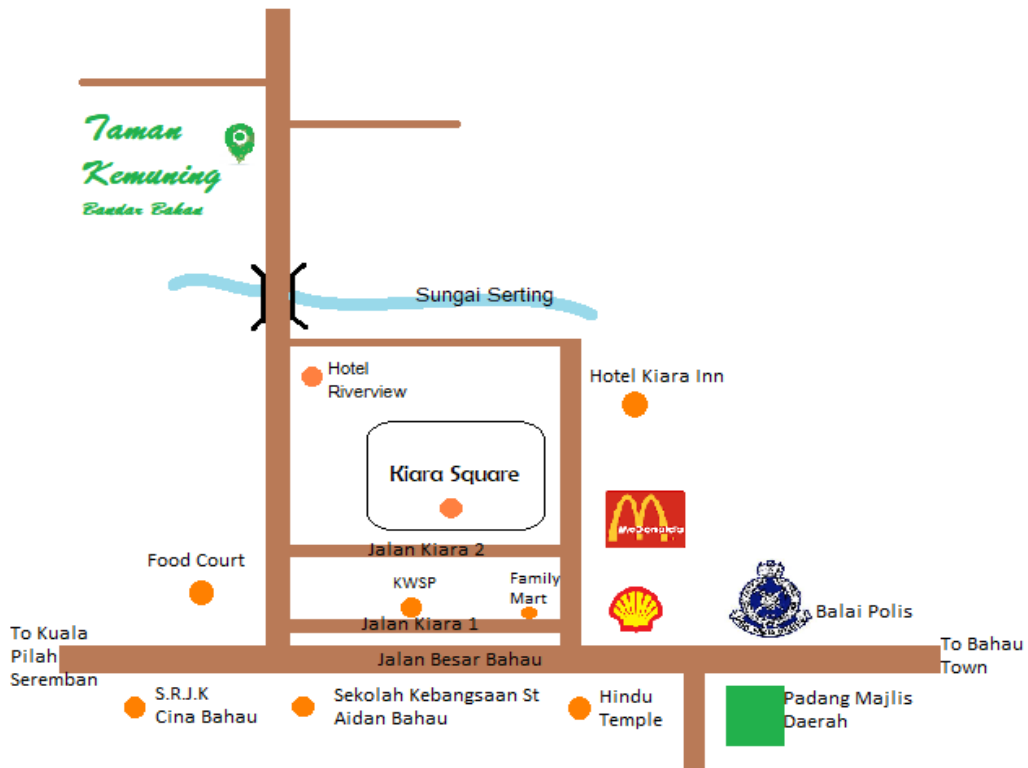 Taman
Kemuning
Bandar Bahau
Sungai Serting
Hotel
Riverview
Hotel Kiara Inn
Kiara Square
McDonald's
Jalan Kiara 2
Food Court
KWSP
Family
Mart
Balai Polis
Jalan Kiara 1
To Kuala
Pilah
Seremban
Jalan Besar Bahau
To Bahau
Town
S.R.J.K
Cina Bahau
Sekolah Kebangsaan St
Aidan Bahau
Hindu
Temple
Padang Majlis
Daerah